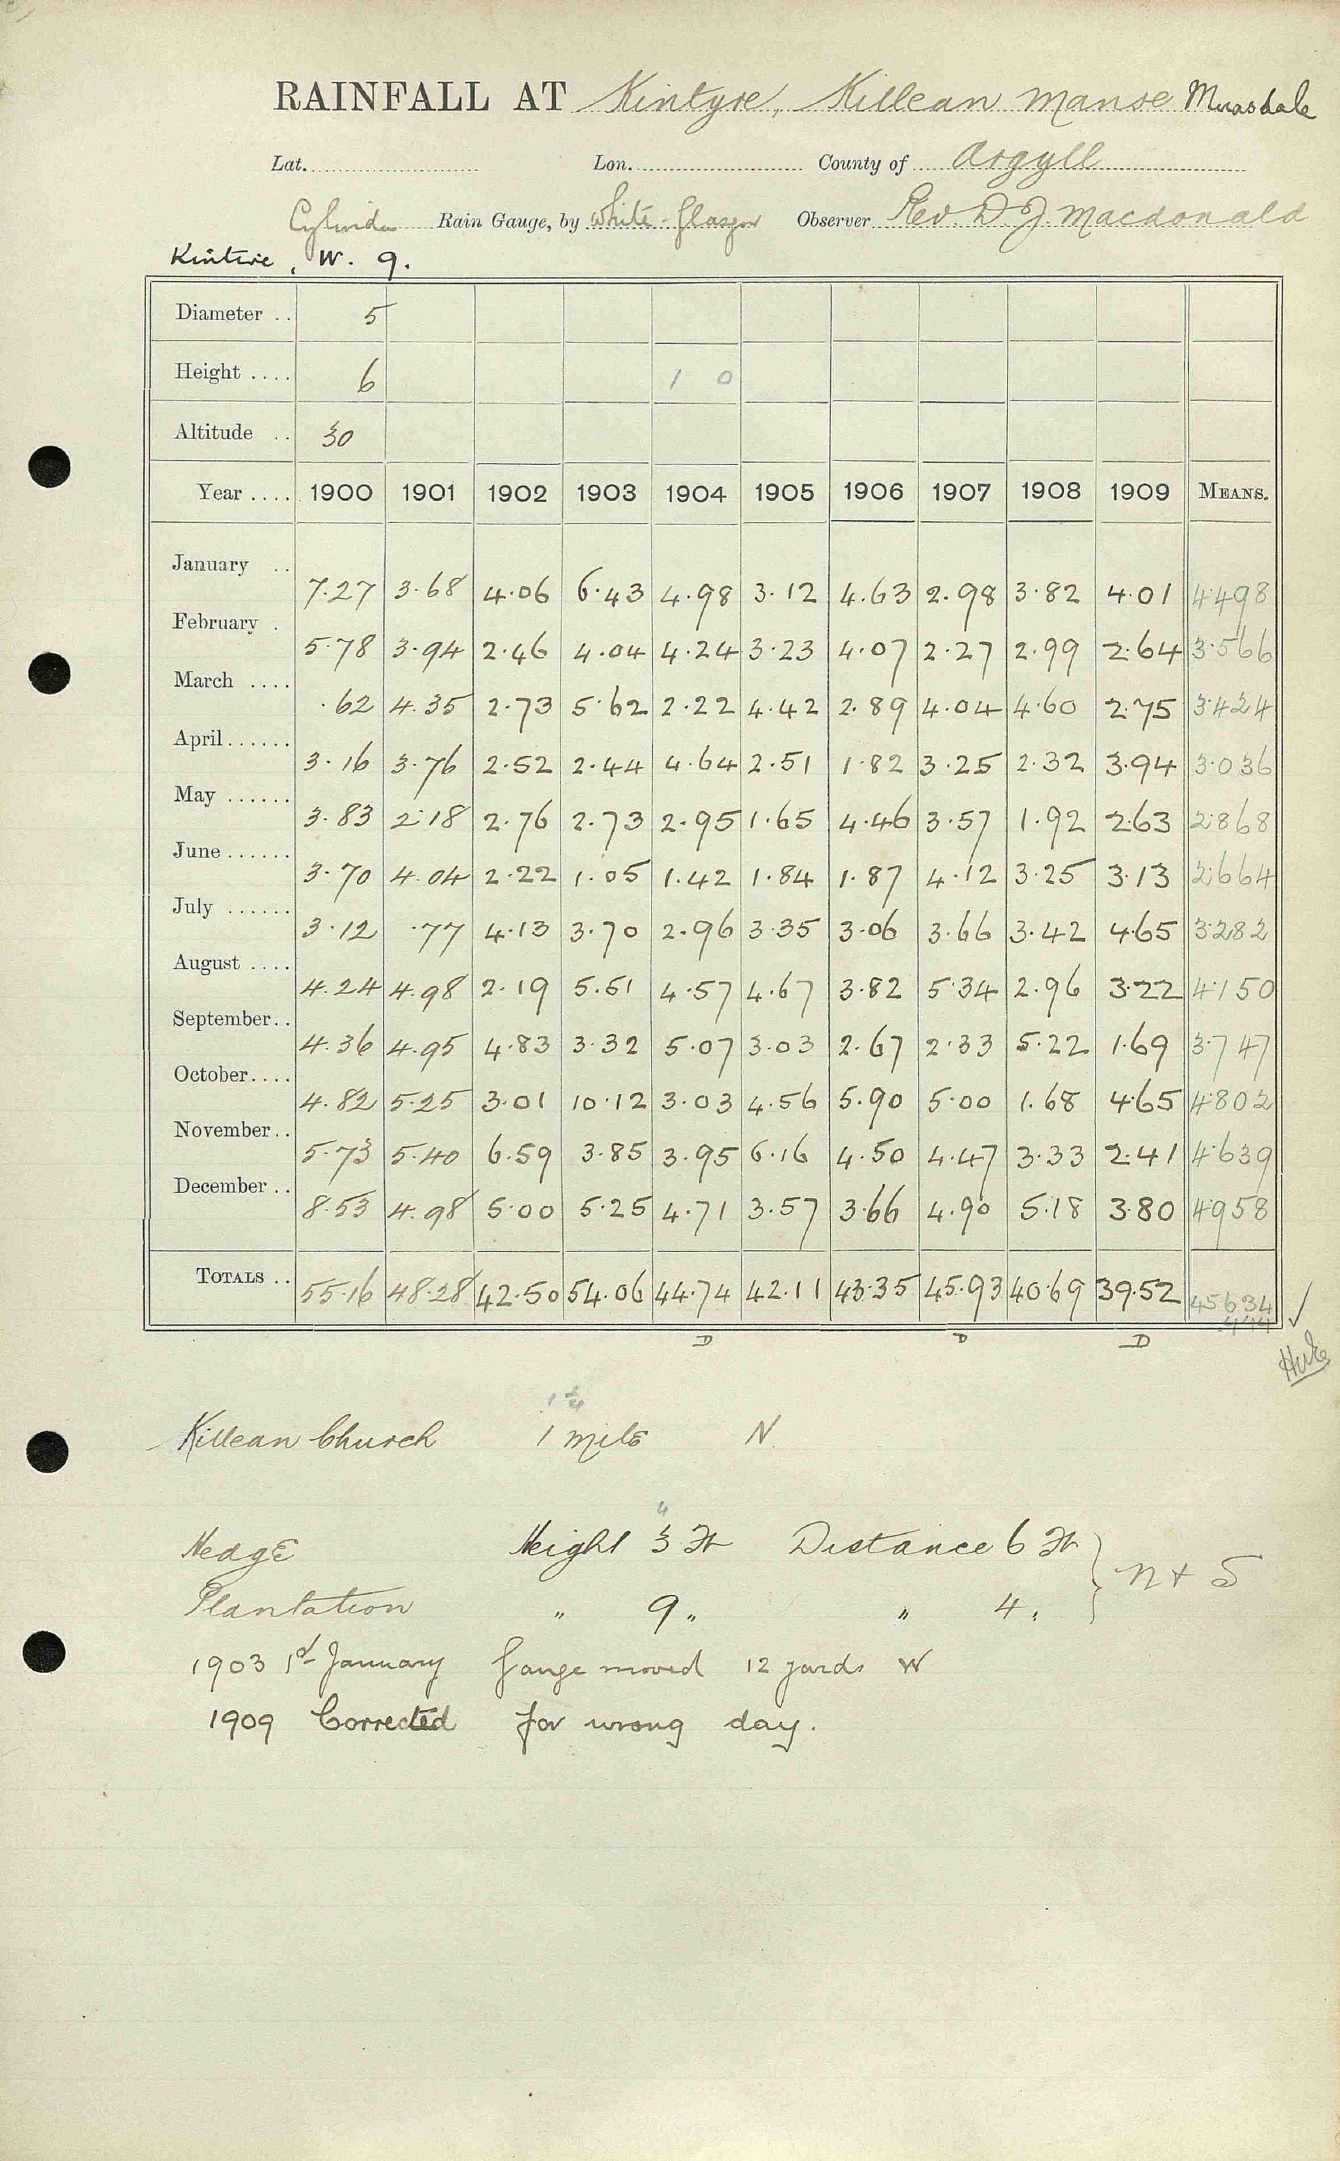 RAINFALL AT Kintyre, Killean Manse Muasdale
Lat. Lon. County of Argyll
Cylinder Rain Gauge, by White-Glasgow Observer Rev. D. J. Macdonald
Kintire, W. 9.
Diameter .. 5
Height .... 6 1 0
Altitude .. 30
Year .... 1900 1901 1902 1903 1904 1905 1906 1907 1908 1909 MEANS.
January .. 7.27 3.68 4.06 6.43 4.98 3.12 4.63 2.98 3.82 4.01 4.498
February . 5.78 3.94 2.46 4.04 4.24 3.23 4.07 2.27 2.99 2.64 3.566
March .... .62 4.35 2.73 5.62 2.22 4.42 2.89 4.04 4.60 2.75 3.424
April ...... 3.16 3.76 2.52 2.44 4.64 2.51 1.82 3.25 2.32 3.94 3.036
May ...... 3.83 2.18 2.76 2.73 2.95 1.65 4.46 3.57 1.92 2.63 2.868
June ...... 3.70 4.04 2.22 1.05 1.42 1.84 1.87 4.12 3.25 3.13 2.664
July ...... 3.12 .77 4.13 3.70 2.96 3.35 3.06 3.66 3.42 4.65 3.282
August .... 4.24 4.98 2.19 5.51 4.57 4.67 3.82 5.34 2.96 3.22 4.150
September .. 4.36 4.95 4.83 3.32 5.07 3.03 2.67 2.33 5.22 1.69 3.747
October .... 4.82 5.25 3.01 10.12 3.03 4.56 5.90 5.00 1.68 4.65 4.802
November .. 5.73 5.40 6.59 3.85 3.95 6.16 4.50 4.47 3.33 2.41 4.639
December .. 8.53 4.98 5.00 5.25 4.71 3.57 3.66 4.90 5.18 3.80 4.958
TOTALS .. 55.16 48.28 42.50 54.06 44.74 42.11 43.35 45.93 40.69 39.52 45634
D D D
Killean Church 1 mile N
4
Hedge Height 3 Ft Distance 6 Ft
Plantation " 9 " " 4 " } N + S
1903 1st January Gauge moved 12 yards W
1909 Corrected for wrong day.